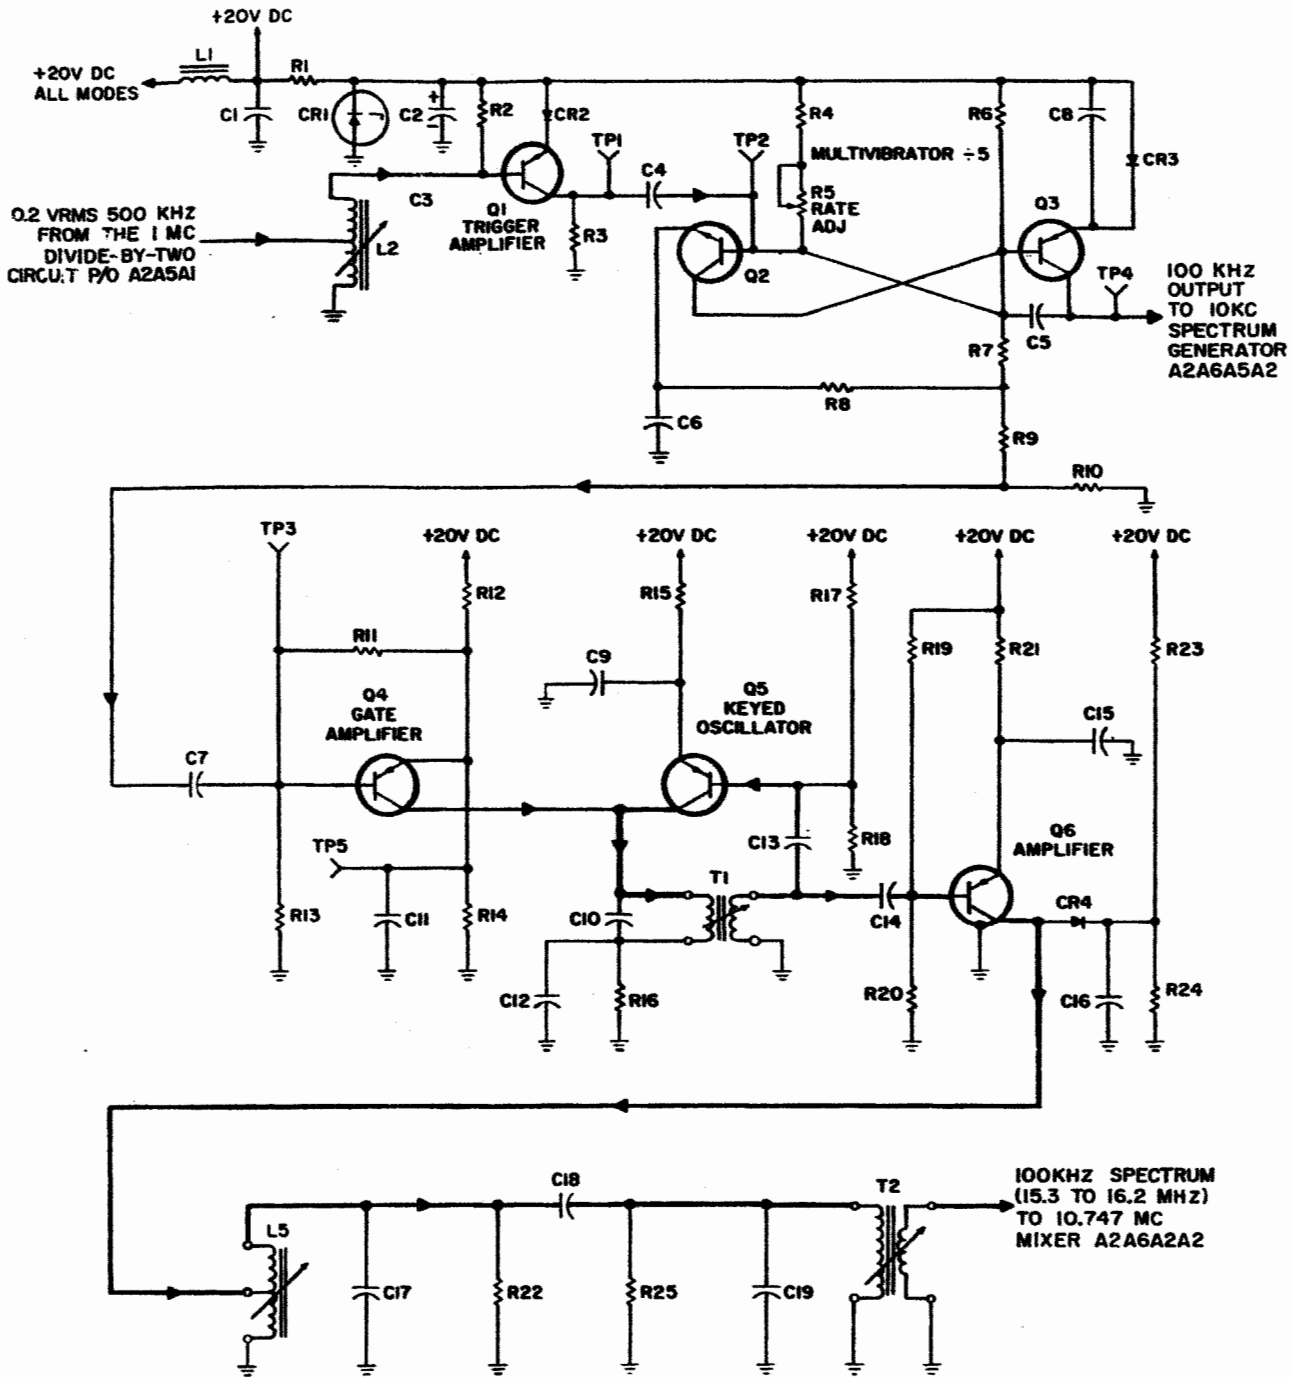 +20V DC
L1
+20V DC
ALL MODES
R1
C1
CR1
+
C2
−
R2
CR2
TP1
C4
TP2
R4
MULTIVIBRATOR ÷5
R5
RATE
ADJ
R6
C8
CR3
Q3
C3
Q1
TRIGGER
AMPLIFIER
R3
Q2
0.2 VRMS 500 KHZ
FROM THE 1 MC
DIVIDE-BY-TWO
CIRCUIT P/O A2A5A1
L2
TP4
100 KHZ
OUTPUT
TO 10KC
SPECTRUM
GENERATOR
A2A6A5A2
C5
R7
R8
C6
R9
R10
TP3
+20V DC
+20V DC
+20V DC
+20V DC
+20V DC
R12
R15
R17
R11
R19
R21
R23
C9
Q4
GATE
AMPLIFIER
Q5
KEYED
OSCILLATOR
C15
C7
TP5
C13
R18
Q6
AMPLIFIER
T1
R13
C11
R14
C10
C14
CR4
C12
R16
R20
C16
R24
C18
T2
100KHZ SPECTRUM
(15.3 TO 16.2 MHZ)
TO 10.747 MC
MIXER A2A6A2A2
L5
C17
R22
R25
C19